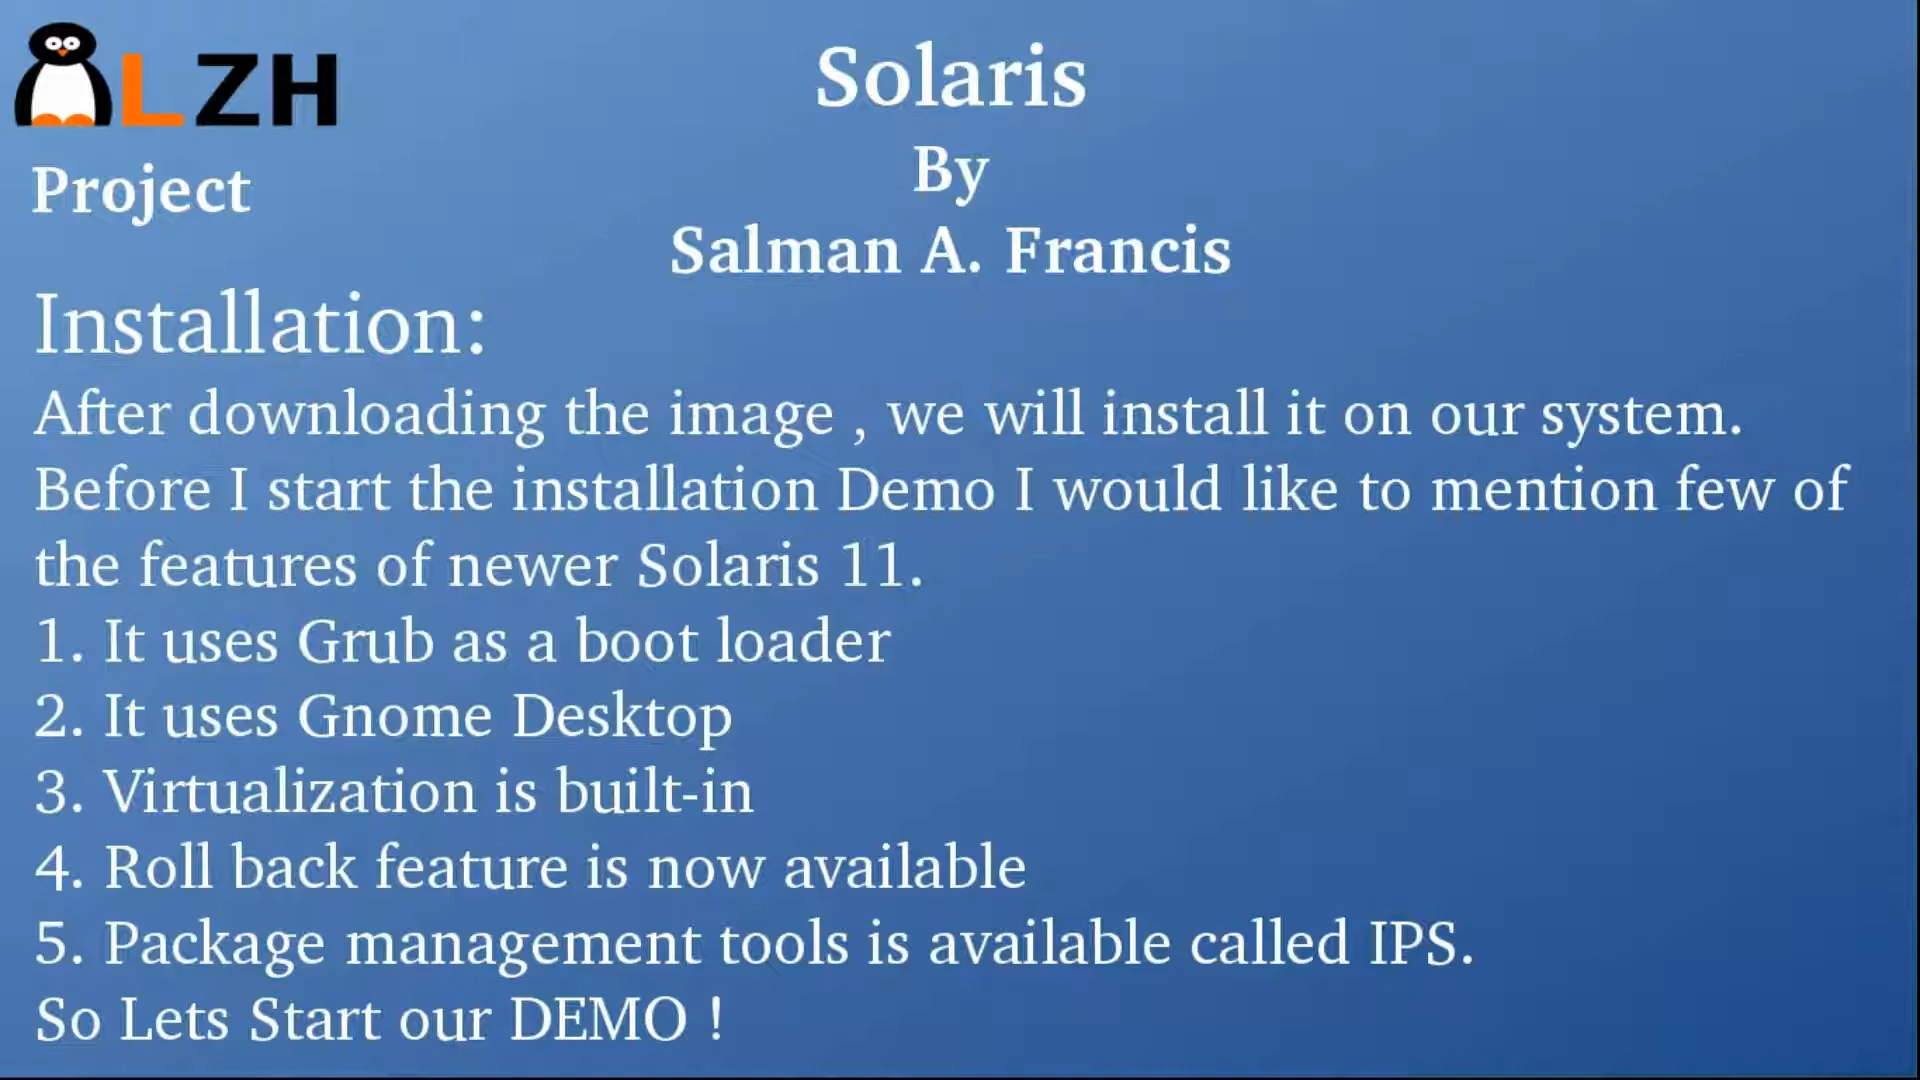 LZH
Project
Solaris
By
Salman A. Francis
Installation:
After downloading the image , we will install it on our system.
Before I start the installation Demo I would like to mention few of
the features of newer Solaris 11.
1. It uses Grub as a boot loader
2. It uses Gnome Desktop
3. Virtualization is built-in
4. Roll back feature is now available
5. Package management tools is available called IPS.
So Lets Start our DEMO !